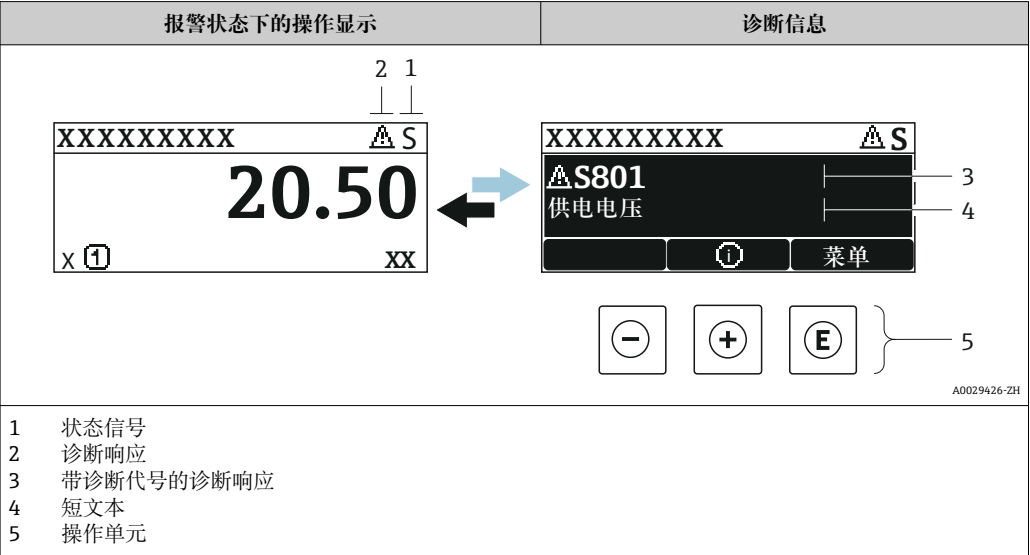 报警状态下的操作显示
诊断信息
2 1
XXXXXXXXX S
20.50
X 1 XX
XXXXXXXXX S
S801
供电电压
i 菜单
3
4
− + E
5
A0029426-ZH
1 状态信号
2 诊断响应
3 带诊断代号的诊断响应
4 短文本
5 操作单元